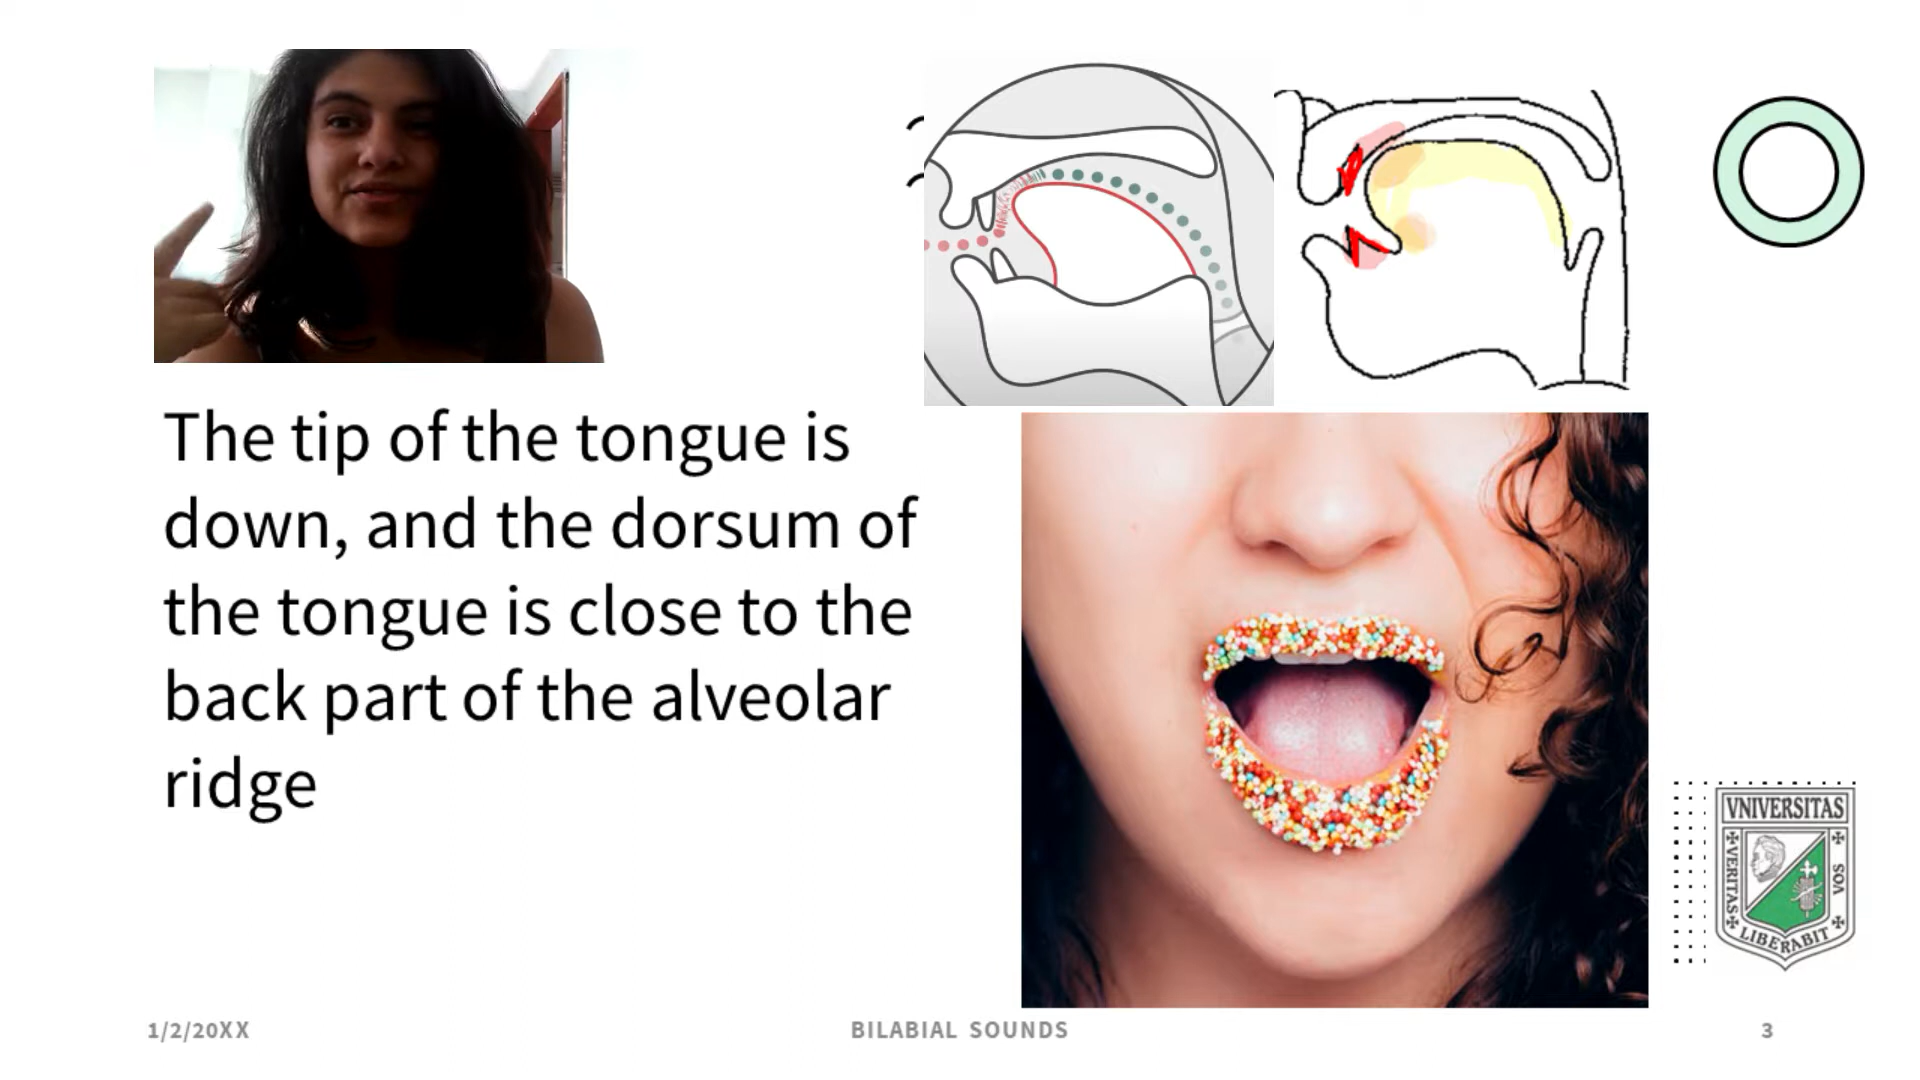 The tip of the tongue is
down, and the dorsum of
the tongue is close to the
back part of the alveolar
ridge
VNIVERSITAS
VERITAS
LIBERABIT
VOS
1/2/20XX
BILABIAL SOUNDS
3